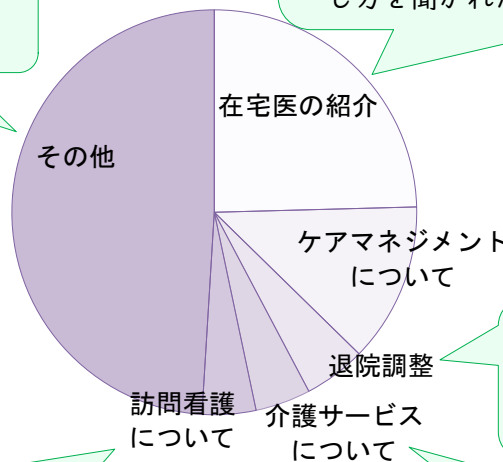 在宅医の紹介
その他
ケアマネジメント
について
退院調整
訪問看護
について
介護サービス
について